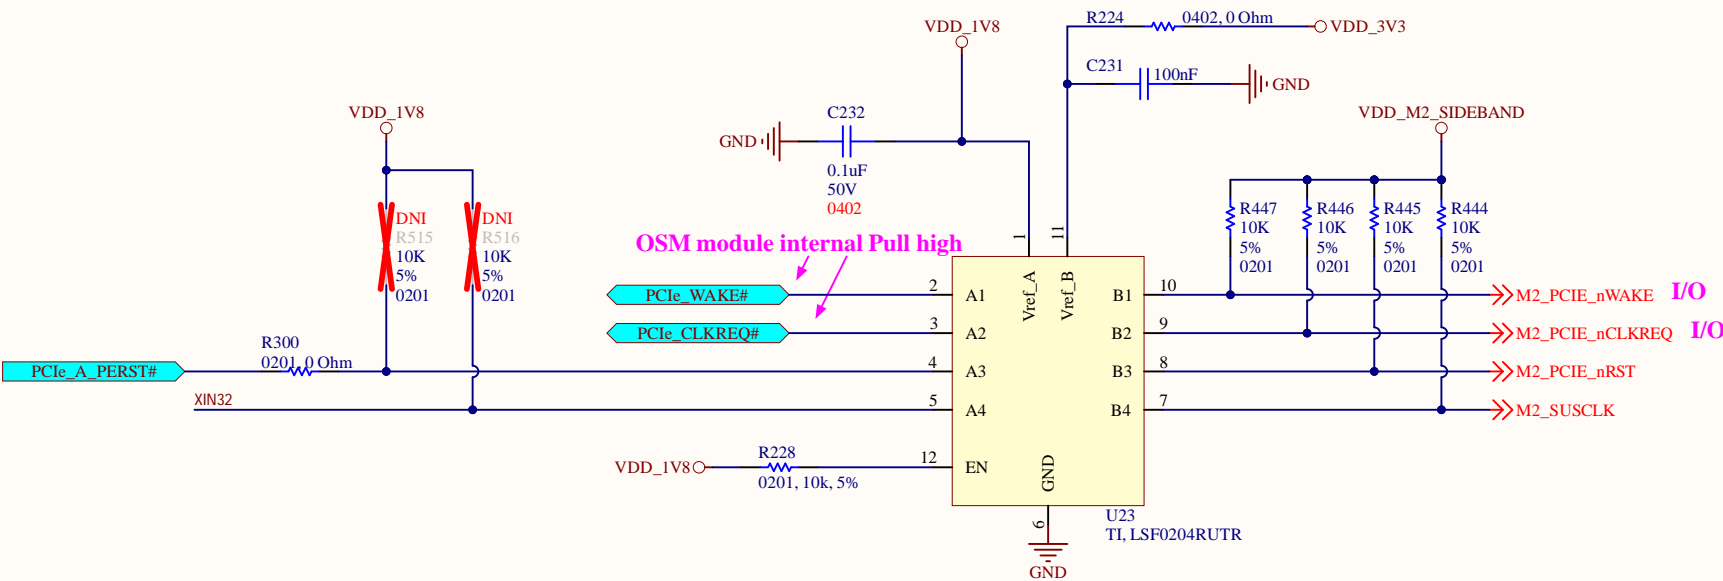 R224
0402, 0 Ohm
VDD_3V3
VDD_1V8
C231
100nF
GND
VDD_1V8
C232
GND
0.1uF
50V
0402
VDD_M2_SIDEBAND
DNI
R515
10K
5%
0201
DNI
R516
10K
5%
0201
R447
10K
5%
0201
R446
10K
5%
0201
R445
10K
5%
0201
R444
10K
5%
0201
OSM module internal Pull high
1
11
Vref_A
Vref_B
PCIe_WAKE#
2
A1
B1
10
M2_PCIE_nWAKE
I/O
PCIe_CLKREQ#
3
A2
B2
9
M2_PCIE_nCLKREQ
I/O
R300
0201, 0 Ohm
PCIe_A_PERST#
4
A3
B3
8
M2_PCIE_nRST
XIN32
5
A4
B4
7
M2_SUSCLK
VDD_1V8
R228
0201, 10k, 5%
12
EN
GND
6
GND
U23
TI, LSF0204RUTR